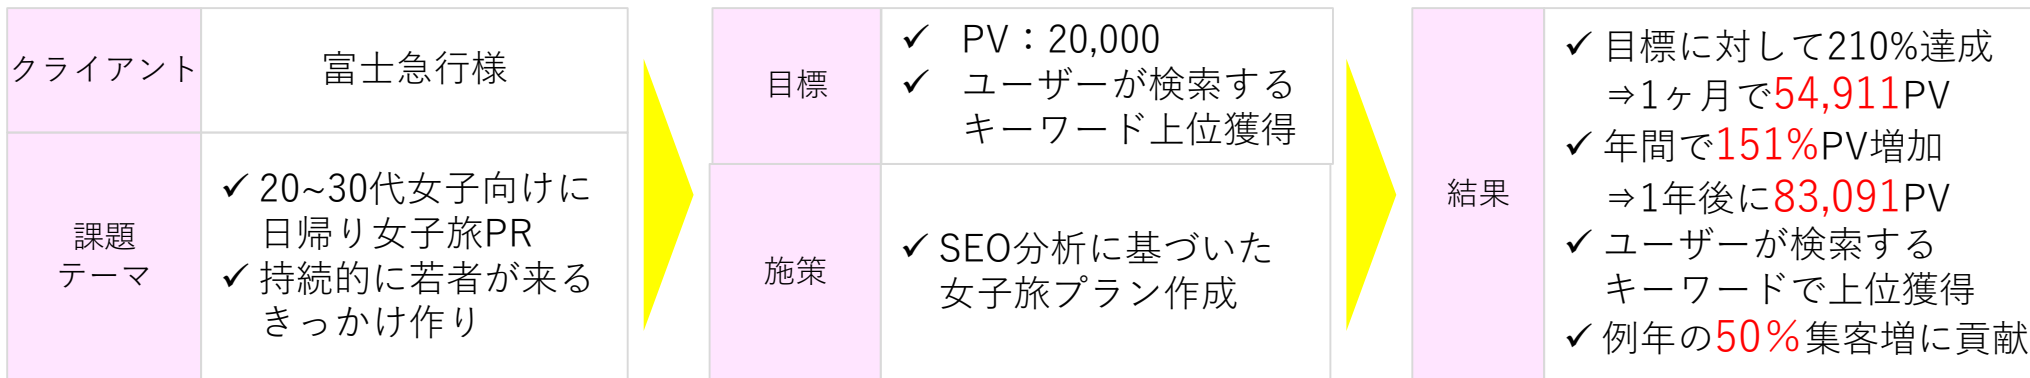 クライアント
富士急行様
課題
テーマ
✓ 20~30代女子向けに
日帰り女子旅PR
✓ 持続的に若者が来る
きっかけ作り
目標
✓ PV：20,000
✓ ユーザーが検索する
キーワード上位獲得
施策
✓ SEO分析に基づいた
女子旅プラン作成
結果
✓ 目標に対して210%達成
⇒1ヶ月で54,911PV
✓ 年間で151%PV増加
⇒1年後に83,091PV
✓ ユーザーが検索する
キーワードで上位獲得
✓ 例年の50％集客増に貢献